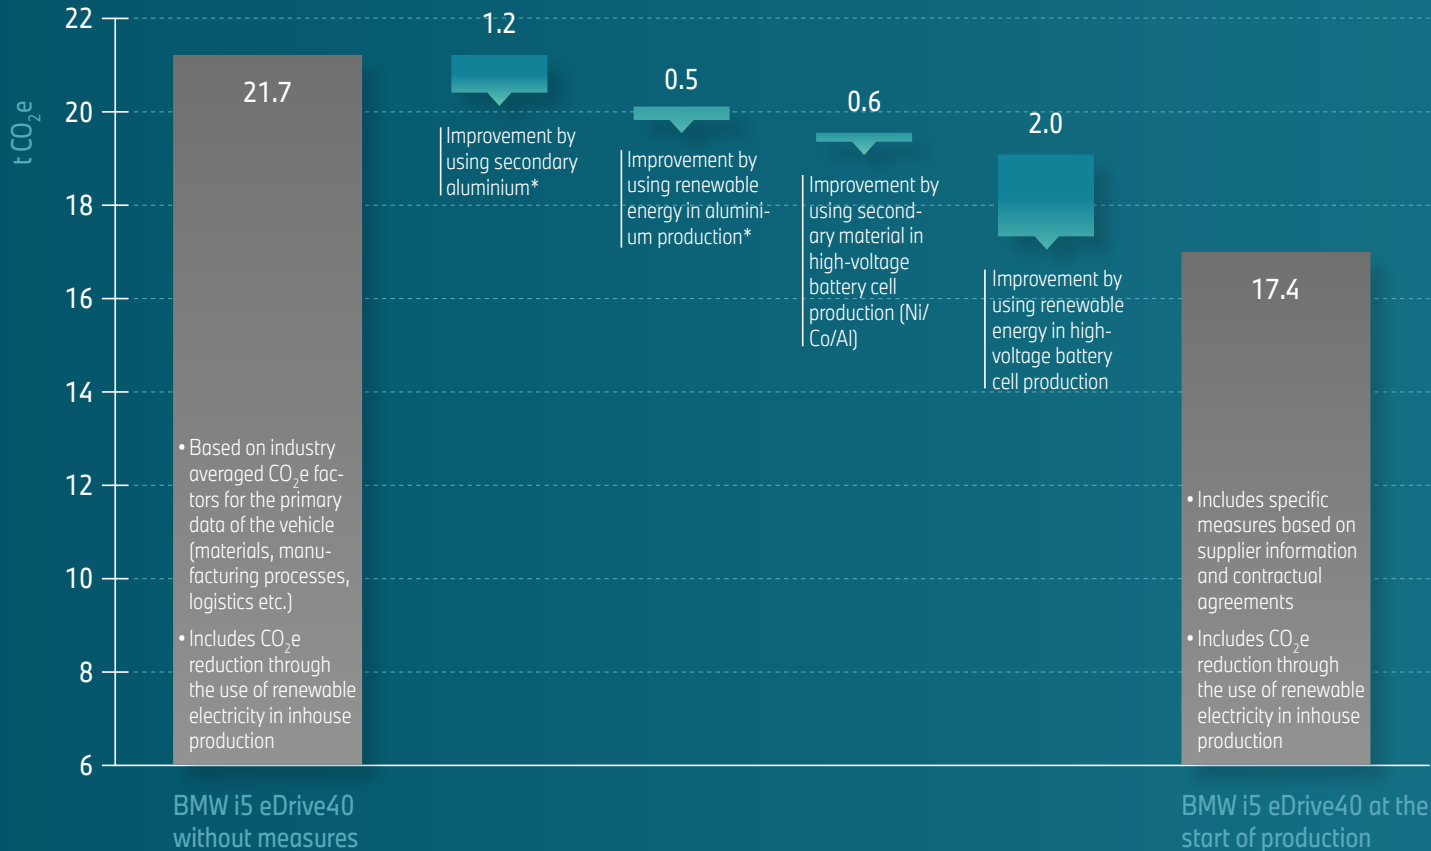 t CO₂e
22
20
18
16
14
12
10
8
6
21.7
• Based on industry
averaged CO₂e fac-
tors for the primary
data of the vehicle
(materials, manu-
facturing processes,
logistics etc.)
• Includes CO₂e
reduction through
the use of renewable
electricity in inhouse
production
BMW i5 eDrive40
without measures
1.2
Improvement by
using secondary
aluminium*
0.5
Improvement by
using renewable
energy in alumini-
um production*
0.6
Improvement by
using second-
ary material in
high-voltage
battery cell
production (Ni/
Co/Al)
2.0
Improvement by
using renewable
energy in high-
voltage battery
cell production
17.4
• Includes specific
measures based on
supplier information
and contractual
agreements
• Includes CO₂e
reduction through
the use of renewable
electricity in inhouse
production
BMW i5 eDrive40 at the
start of production